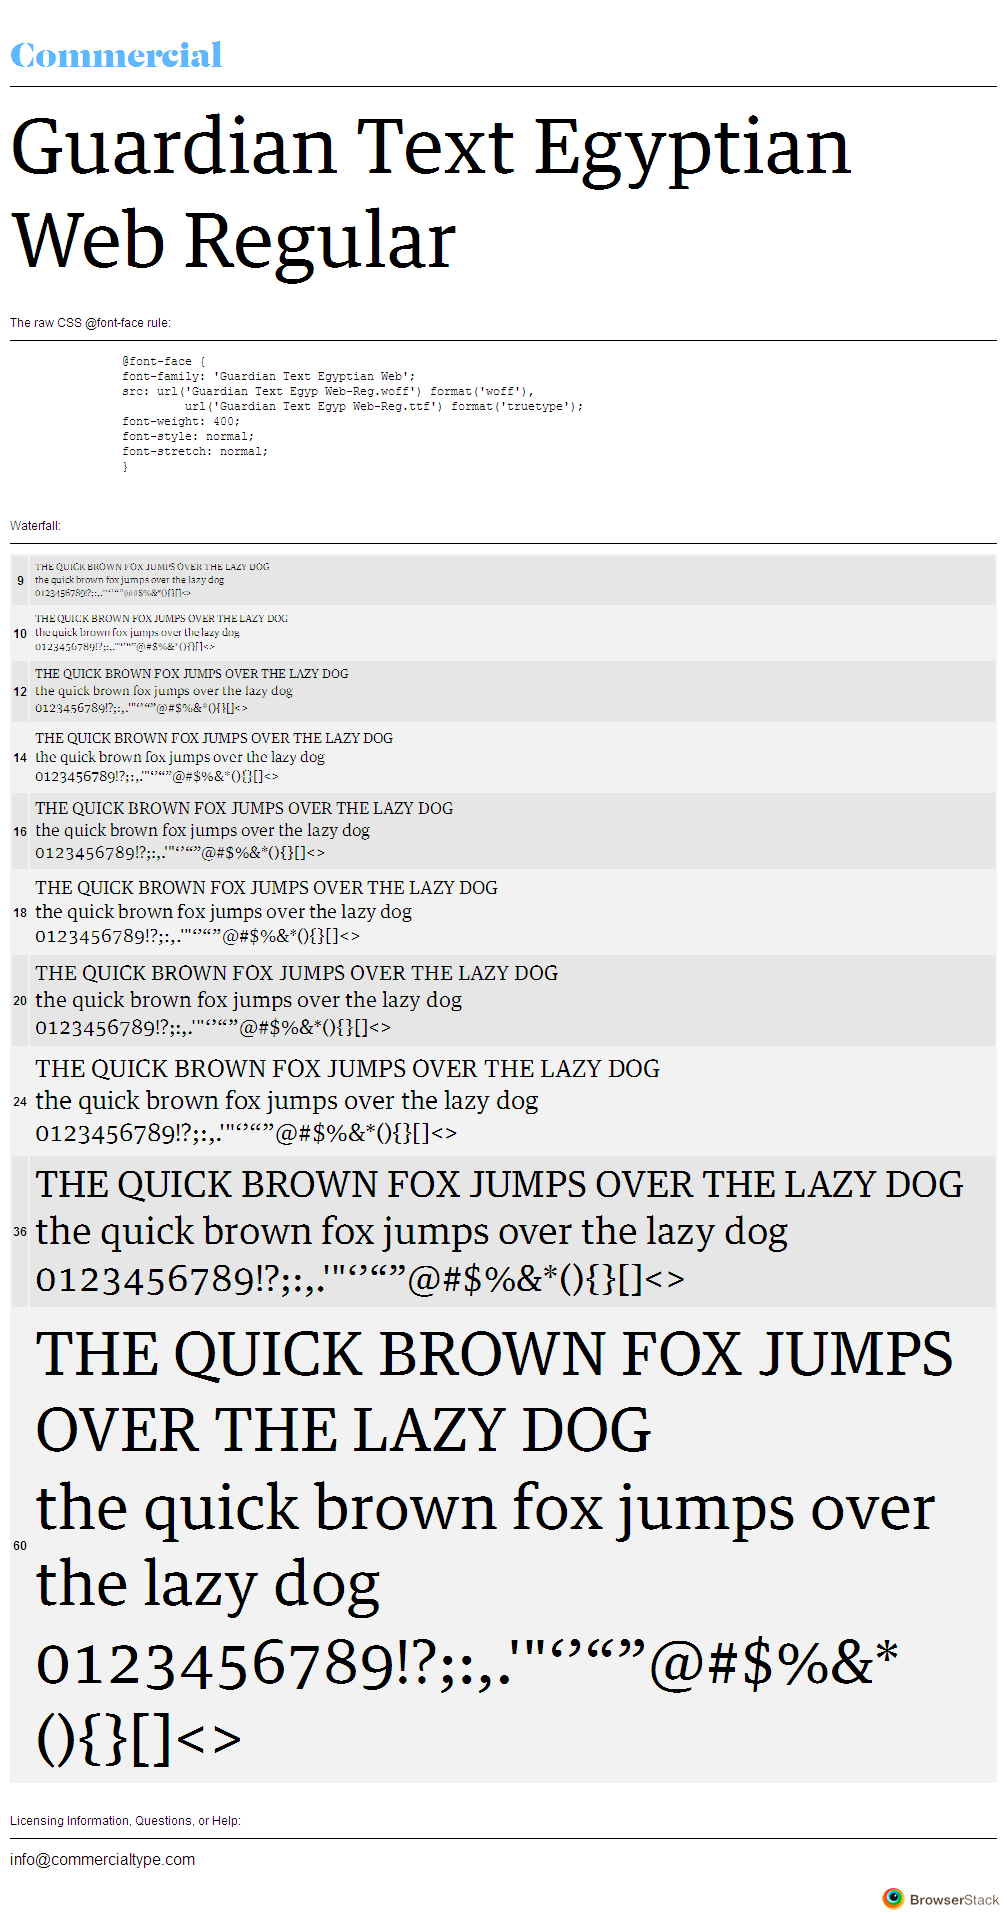 Commercial
Guardian Text Egyptian
Web Regular
The raw CSS @font-face rule:
@font-face {
font-family: 'Guardian Text Egyptian Web';
src: url('Guardian Text Egyp Web-Reg.woff') format('woff'),
url('Guardian Text Egyp Web-Reg.ttf') format('truetype');
font-weight: 400;
font-style: normal;
font-stretch: normal;
}
Waterfall:
THE QUICK BROWN FOX JUMPS OVER THE LAZY DOG
9 the quick brown fox jumps over the lazy dog
0123456789!?;:,.'"‘’“”@#$%&*(){}[]<>
THE QUICK BROWN FOX JUMPS OVER THE LAZY DOG
10 the quick brown fox jumps over the lazy dog
0123456789!?;:,.'"‘’“”@#$%&*(){}[]<>
THE QUICK BROWN FOX JUMPS OVER THE LAZY DOG
12 the quick brown fox jumps over the lazy dog
0123456789!?;:,.'"‘’“”@#$%&*(){}[]<>
THE QUICK BROWN FOX JUMPS OVER THE LAZY DOG
14 the quick brown fox jumps over the lazy dog
0123456789!?;:,.'"‘’“”@#$%&*(){}[]<>
THE QUICK BROWN FOX JUMPS OVER THE LAZY DOG
16 the quick brown fox jumps over the lazy dog
0123456789!?;:,.'"‘’“”@#$%&*(){}[]<>
THE QUICK BROWN FOX JUMPS OVER THE LAZY DOG
18 the quick brown fox jumps over the lazy dog
0123456789!?;:,.'"‘’“”@#$%&*(){}[]<>
THE QUICK BROWN FOX JUMPS OVER THE LAZY DOG
20 the quick brown fox jumps over the lazy dog
0123456789!?;:,.'"‘’“”@#$%&*(){}[]<>
THE QUICK BROWN FOX JUMPS OVER THE LAZY DOG
24 the quick brown fox jumps over the lazy dog
0123456789!?;:,.'"‘’“”@#$%&*(){}[]<>
THE QUICK BROWN FOX JUMPS OVER THE LAZY DOG
36 the quick brown fox jumps over the lazy dog
0123456789!?;:,.'"‘’“”@#$%&*(){}[]<>
THE QUICK BROWN FOX JUMPS
OVER THE LAZY DOG
the quick brown fox jumps over
60
the lazy dog
0123456789!?;:,.'"‘’“”@#$%&*
(){}[]<>
Licensing Information, Questions, or Help:
info@commercialtype.com
BrowserStack